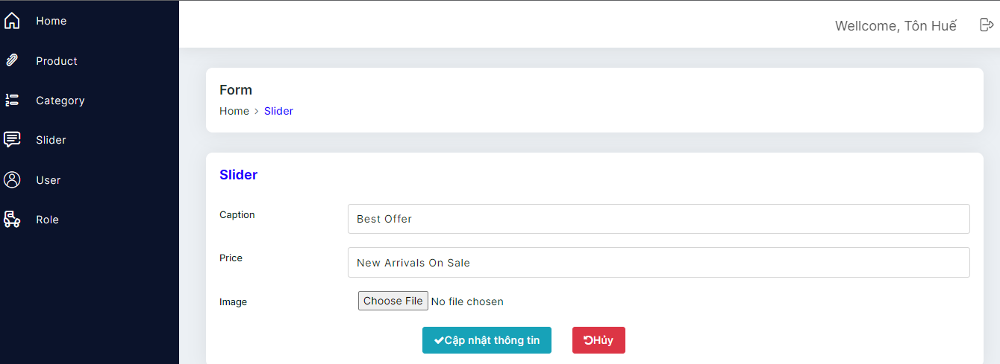 Home
Product
Category
Slider
User
Role
Wellcome, Tôn Huế
Form
Home > Slider
Slider
Caption Best Offer
Price New Arrivals On Sale
Image Choose File No file chosen
Cập nhật thông tin Hủy